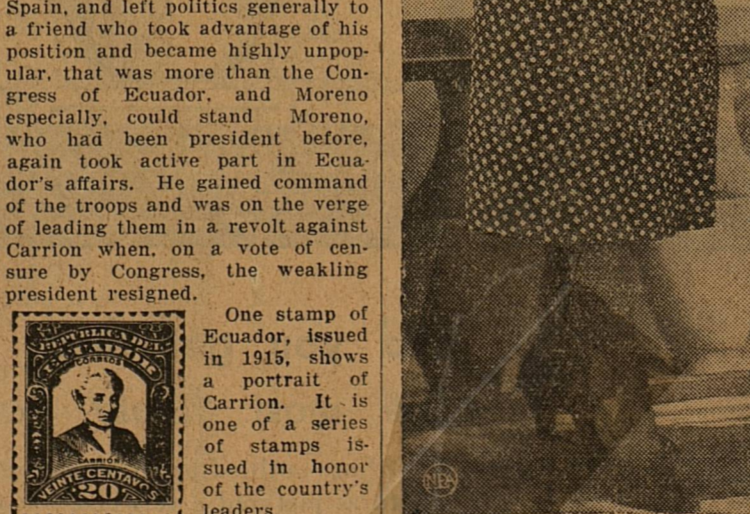 Spain, and left politics generally to
a friend who took advantage of his
position and became highly unpop-
ular, that was more than the Con-
gress of Ecuador, and Moreno
especially, could stand Moreno,
who had been president before,
again took active part in Ecua-
dor's affairs. He gained command
of the troops and was on the verge
of leading them in a revolt against
Carrion when, on a vote of cen-
sure by Congress, the weakling
president resigned.
One stamp of
Ecuador, issued
in 1915, shows
a portrait of
Carrion. It is
one of a series
of stamps is-
sued in honor
of the country's
leaders.
REPUBLICA DEL
ECUADOR
CORREOS
CARRION
VEINTE CENTAVOS
20
NEA